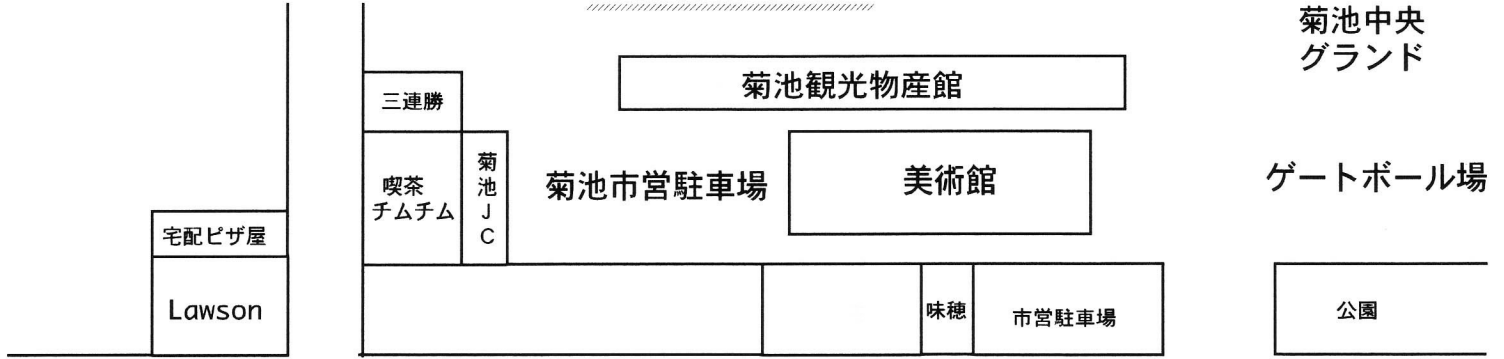 菊池中央
グランド
菊池観光物産館
三連勝
菊池JC
喫茶
チムチム
菊池市営駐車場
美術館
ゲートボール場
宅配ピザ屋
Lawson
味穂
市営駐車場
公園